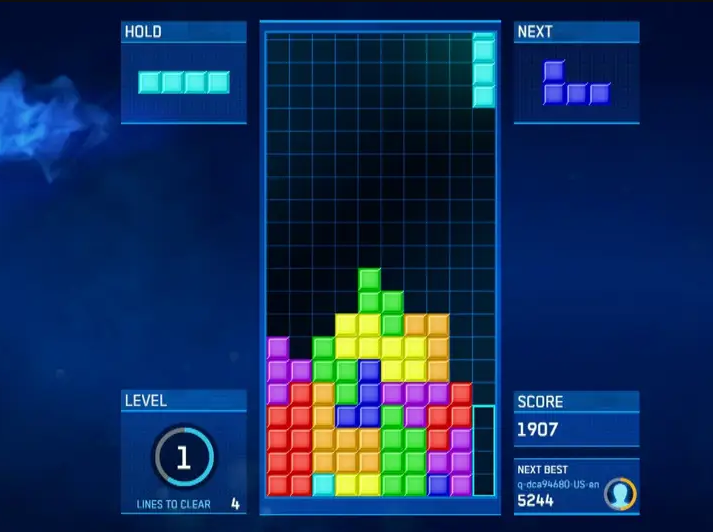 HOLD
NEXT
LEVEL
1
LINES TO CLEAR 4
SCORE
1907
NEXT BEST
q-dca94680-US-en
5244